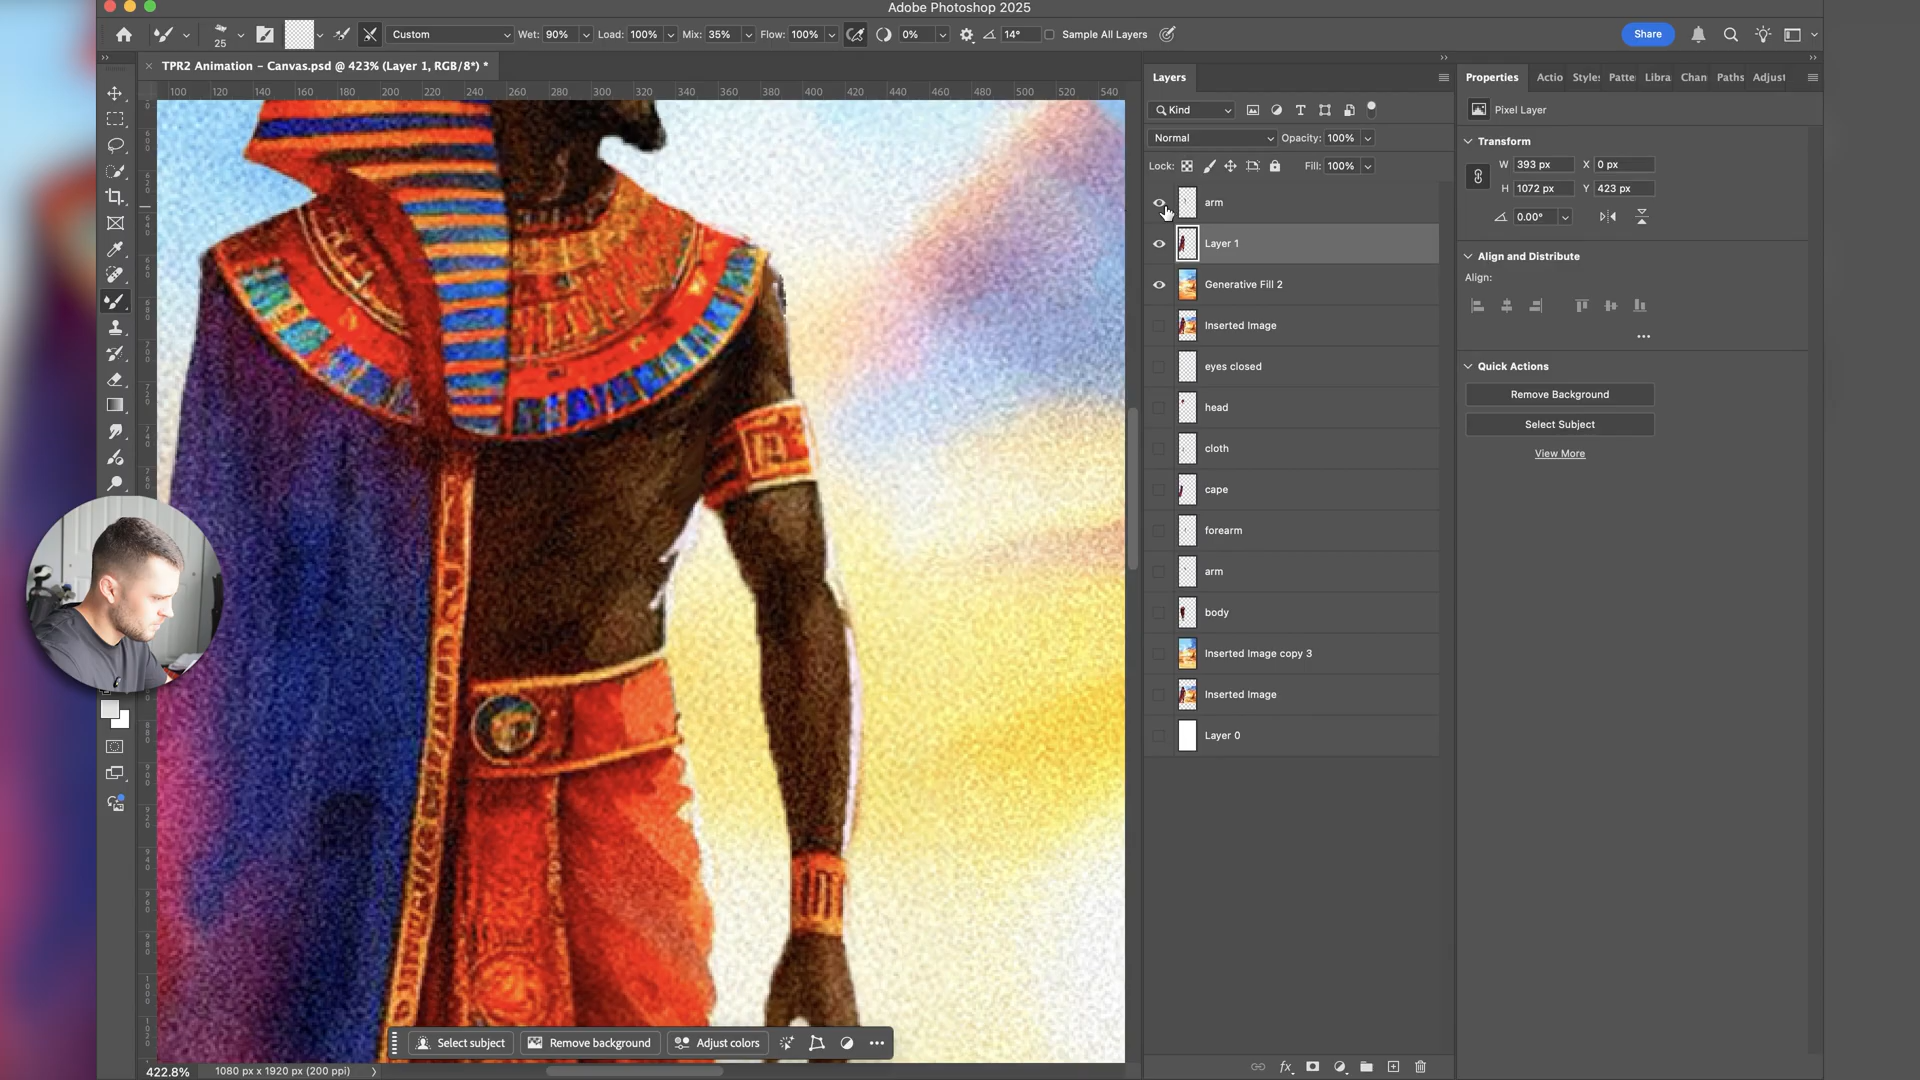 Adobe Photoshop 2025
25
Custom
Wet: 90%
Load: 100%
Mix: 35%
Flow: 100%
0%
14°
Sample All Layers
Share
TPR2 Animation – Canvas.psd @ 423% (Layer 1, RGB/8*) *
100 120 140 160 180 200 220 240 260 280 300 320 340 360 380 400 420 440 460 480 500 520 540
Layers
Kind
Normal
Opacity: 100%
Lock:
Fill: 100%
arm
Layer 1
Generative Fill 2
Inserted Image
eyes closed
head
cloth
cape
forearm
arm
body
Inserted Image copy 3
Inserted Image
Layer 0
Properties
Actio
Styles
Patte
Libra
Chan
Paths
Adjust
Pixel Layer
Transform
W 393 px X 0 px
H 1072 px Y 423 px
0.00°
Align and Distribute
Align:
Quick Actions
Remove Background
Select Subject
View More
Select subject
Remove background
Adjust colors
422.8%
1080 px x 1920 px (200 ppi)
fx